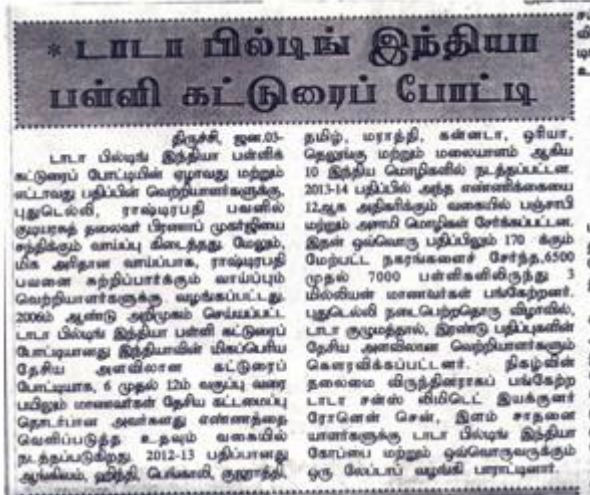 * டாடா பில்டிங் இந்தியா
பள்ளி கட்டுரைப் போட்டி
திருச்சி, ஜன.03-
டாடா பில்டிங் இந்தியா பள்ளிக்
கட்டுரைப் போட்டியின் ஏழாவது மற்றும்
எட்டாவது பதிப்பின் வெற்றியாளர்களுக்கு,
புதுடெல்லி, ராஷ்டிரபதி பவனில்
குடியரசுத் தலைவர் பிரணாப் முகர்ஜியை
சந்திக்கும் வாய்ப்பு கிடைத்தது. மேலும்,
மிக அரிதான வாய்ப்பாக, ராஷ்டிரபதி
பவனை சுற்றிப்பார்க்கும் வாய்ப்பும்
வெற்றியாளர்களுக்கு வழங்கப்பட்டது.
2006ம் ஆண்டு அறிமுகம் செய்யப்பட்ட
டாடா பில்டிங் இந்தியா பள்ளி கட்டுரைப்
போட்டியானது இந்தியாவின் மிகப்பெரிய
தேசிய அளவிலான கட்டுரைப்
போட்டியாக, 6 முதல் 12ம் வகுப்பு வரை
பயிலும் மாணவர்கள் தேசிய கட்டமைப்பு
தொடர்பான அவர்களது எண்ணத்தை
வெளிப்படுத்த உதவும் வகையில்
நடத்தப்படுகிறது. 2012-13 பதிப்பானது
ஆங்கிலம், ஹிந்தி, பெங்காலி, குஜராத்தி,
தமிழ், மராத்தி, கன்னடா, ஒரியா,
தெலுங்கு மற்றும் மலையாளம் ஆகிய
10 இந்திய மொழிகளில் நடத்தப்பட்டன.
2013-14 பதிப்பில் அந்த எண்ணிக்கையை
12ஆக அதிகரிக்கும் வகையில் பஞ்சாபி
மற்றும் அசாமி மொழிகள் சேர்க்கப்பட்டன.
இதன் ஒவ்வொரு பதிப்பிலும் 170 க்கும்
மேற்பட்ட நகரங்களைச் சேர்ந்த,6500
முதல் 7000 பள்ளிகளிலிருந்து 3
மில்லியன் மாணவர்கள் பங்கேற்றனர்.
புதுடெல்லி நடைபெற்றதொரு விழாவில்,
டாடா குழுமத்தால், இரண்டு பதிப்புகளின்
தேசிய அளவிலான வெற்றியாளர்களும்
கௌரவிக்கப்பட்டனர். நிகழ்வின்
தலைமை விருந்தினராகப் பங்கேற்ற
டாடா சன்ஸ் லிமிடெட் இயக்குனர்
ரோனென் சென், இளம் சாதனை
யாளர்களுக்கு டாடா பில்டிங் இந்தியா
கோப்பை மற்றும் ஒவ்வொருவருக்கும்
ஒரு லேப்டாப் வழங்கி பாராட்டினார்.